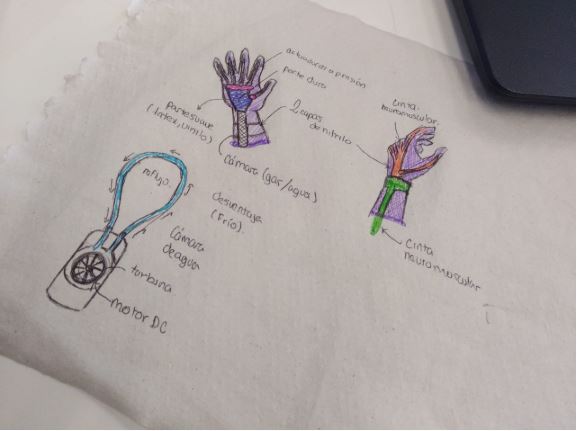 actuadores a presión
parte dura
parte suave
(latex, vinilo)
2 capas
de nitrilo
cinta
neuromuscular
Cámara (gas/agua)
Desventaja
(Frío).
Cámara
de agua
turbina
motor DC
cinta
neuromuscular